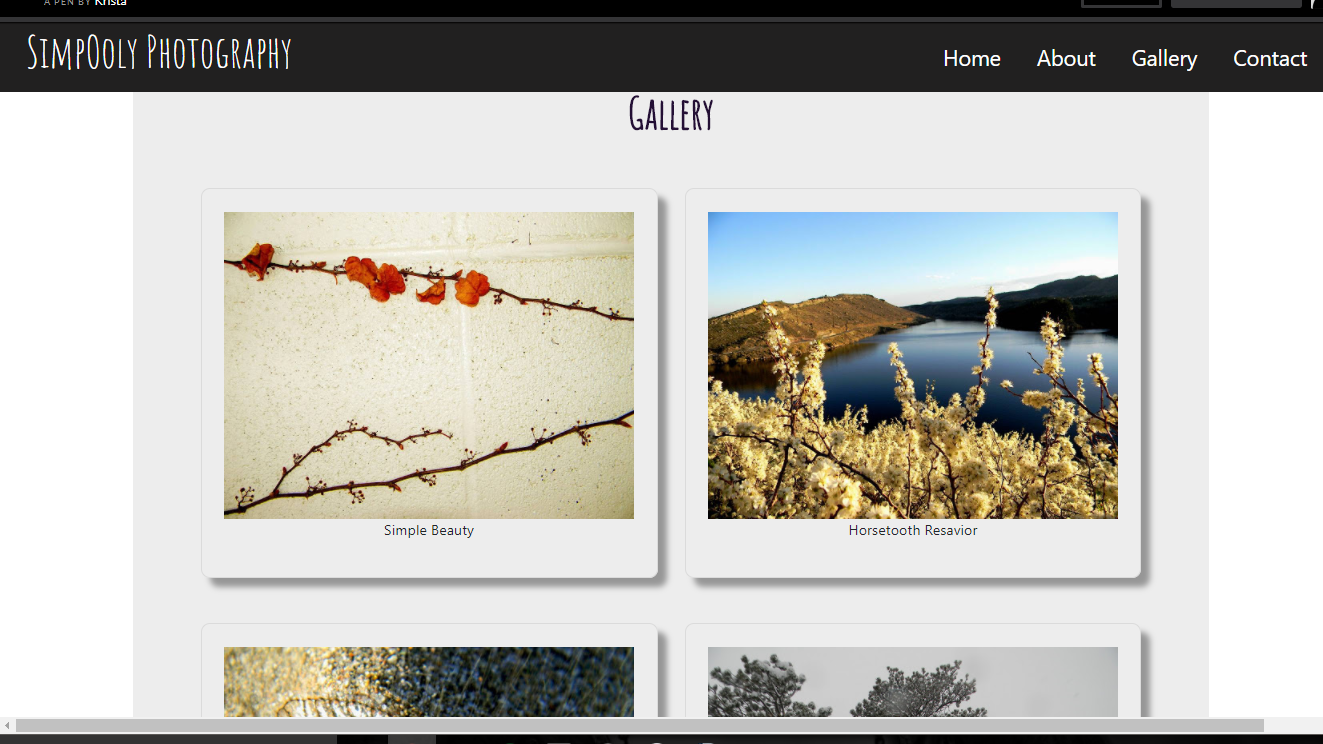 A PEN BY Krista
SimpOoly Photography
Home About Gallery Contact
Gallery
Simple Beauty
Horsetooth Resavior